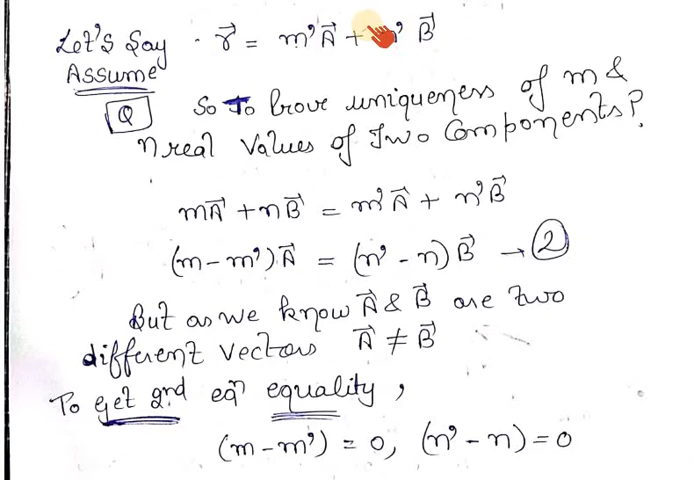 Let's Say · r⃗ = m'A⃗ + n' B⃗
Assume
Q So To prove uniqueness of m &
n real values of Two Components?
mA⃗ + nB⃗ = m'A⃗ + n'B⃗
(m - m')A⃗ = (n' - n)B⃗ → 2
But as we know A⃗ & B⃗ are two
different vectors A⃗ ≠ B⃗
To get 2nd eqn equality,
(m - m') = 0, (n' - n) = 0